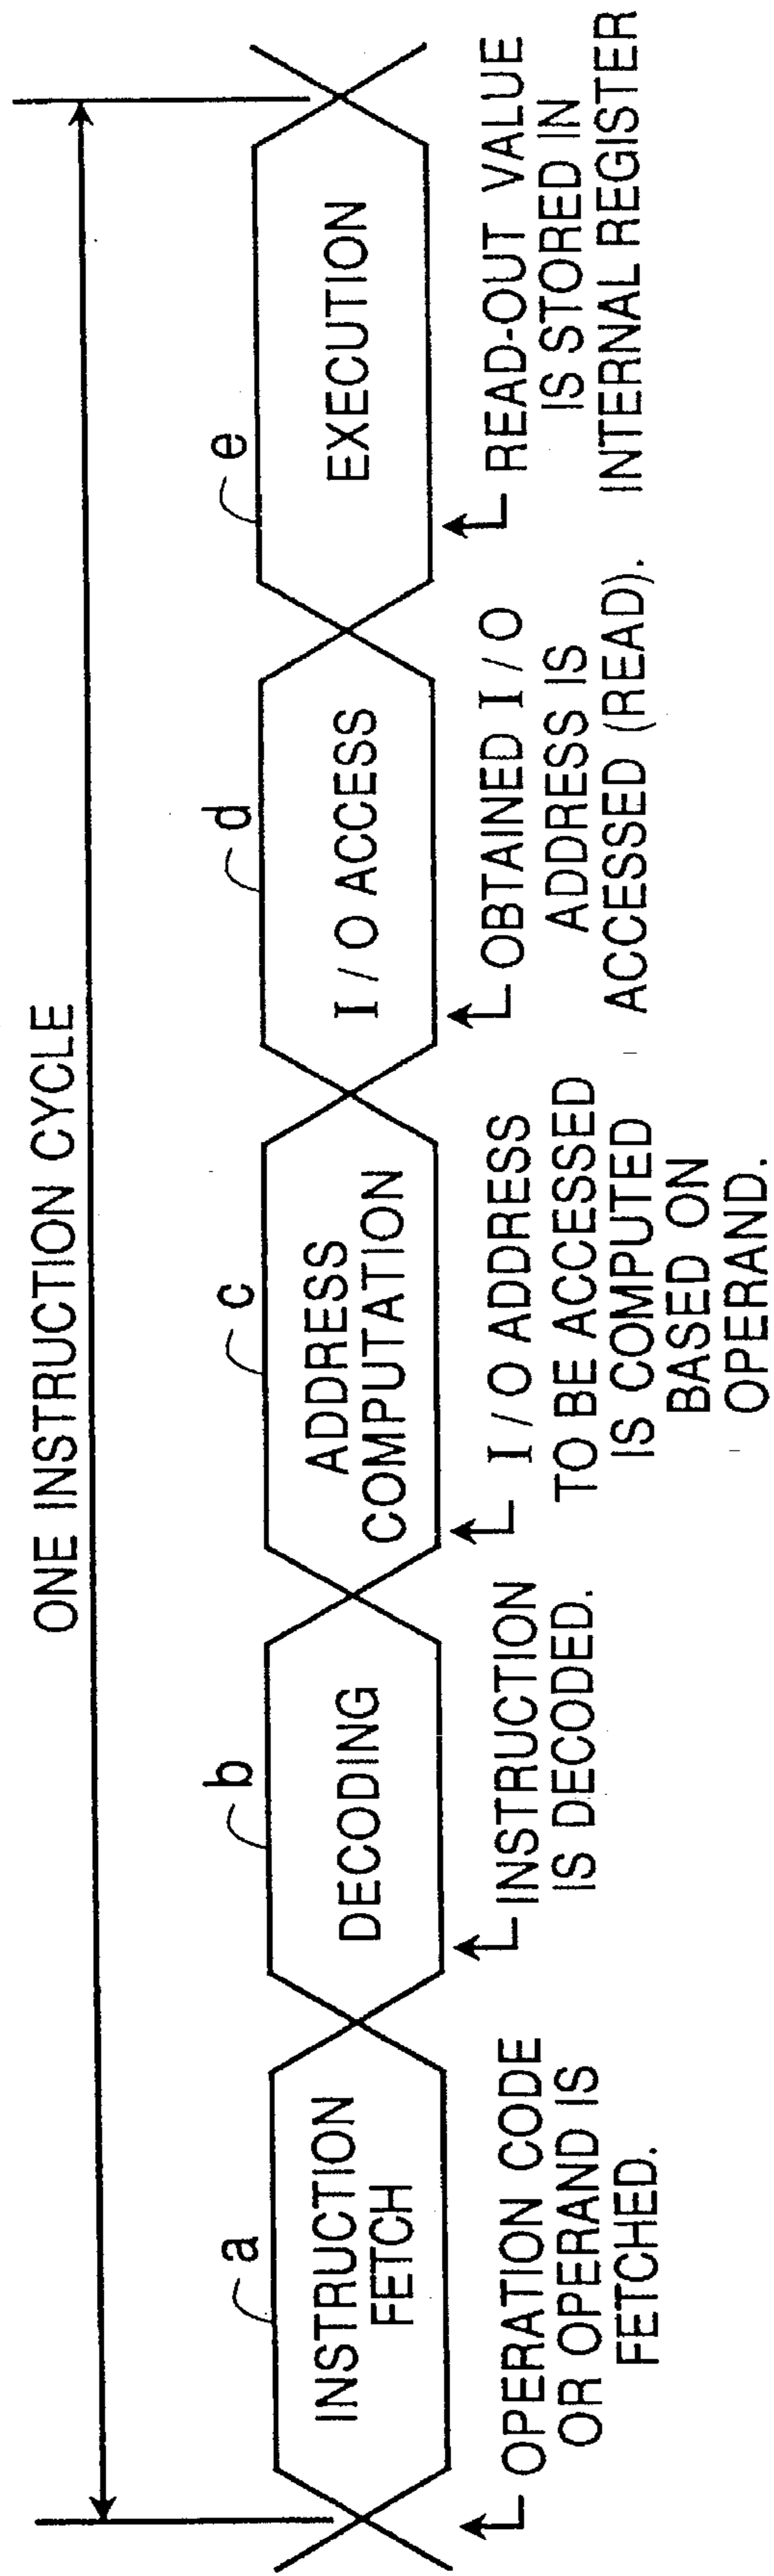 ONE INSTRUCTION CYCLE
a
b
c
d
e
INSTRUCTION
FETCH
DECODING
ADDRESS
COMPUTATION
I/O ACCESS
EXECUTION
OPERATION CODE
OR OPERAND IS
FETCHED.
INSTRUCTION
IS DECODED.
I/O ADDRESS
TO BE ACCESSED
IS COMPUTED
BASED ON
OPERAND.
OBTAINED I/O
ADDRESS IS
ACCESSED (READ).
READ-OUT VALUE
IS STORED IN
INTERNAL REGISTER